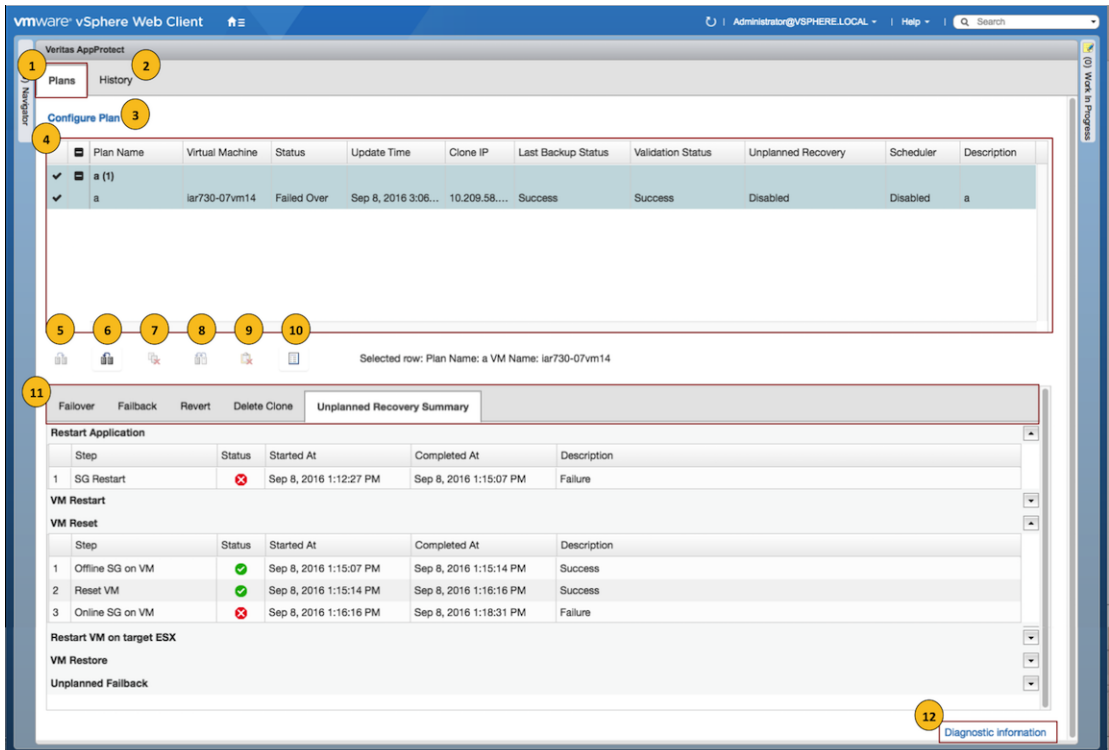 vmware vSphere Web Client
Administrator@VSPHERE.LOCAL
Help
Search
Veritas AppProtect
1
2
Plans
History
Navigator
(0) Work In Progress
Configure Plan
3
4
Plan Name Virtual Machine Status Update Time Clone IP Last Backup Status Validation Status Unplanned Recovery Scheduler Description
a (1)
a iar730-07vm14 Failed Over Sep 8, 2016 3:06... 10.209.58.... Success Success Disabled Disabled a
5 6 7 8 9 10
Selected row: Plan Name: a VM Name: iar730-07vm14
11
Failover Failback Revert Delete Clone Unplanned Recovery Summary
Restart Application
Step Status Started At Completed At Description
1 SG Restart Sep 8, 2016 1:12:27 PM Sep 8, 2016 1:15:07 PM Failure
VM Restart
VM Reset
Step Status Started At Completed At Description
1 Offline SG on VM Sep 8, 2016 1:15:07 PM Sep 8, 2016 1:15:14 PM Success
2 Reset VM Sep 8, 2016 1:15:14 PM Sep 8, 2016 1:16:16 PM Success
3 Online SG on VM Sep 8, 2016 1:16:16 PM Sep 8, 2016 1:18:31 PM Failure
Restart VM on target ESX
VM Restore
Unplanned Failback
12
Diagnostic information